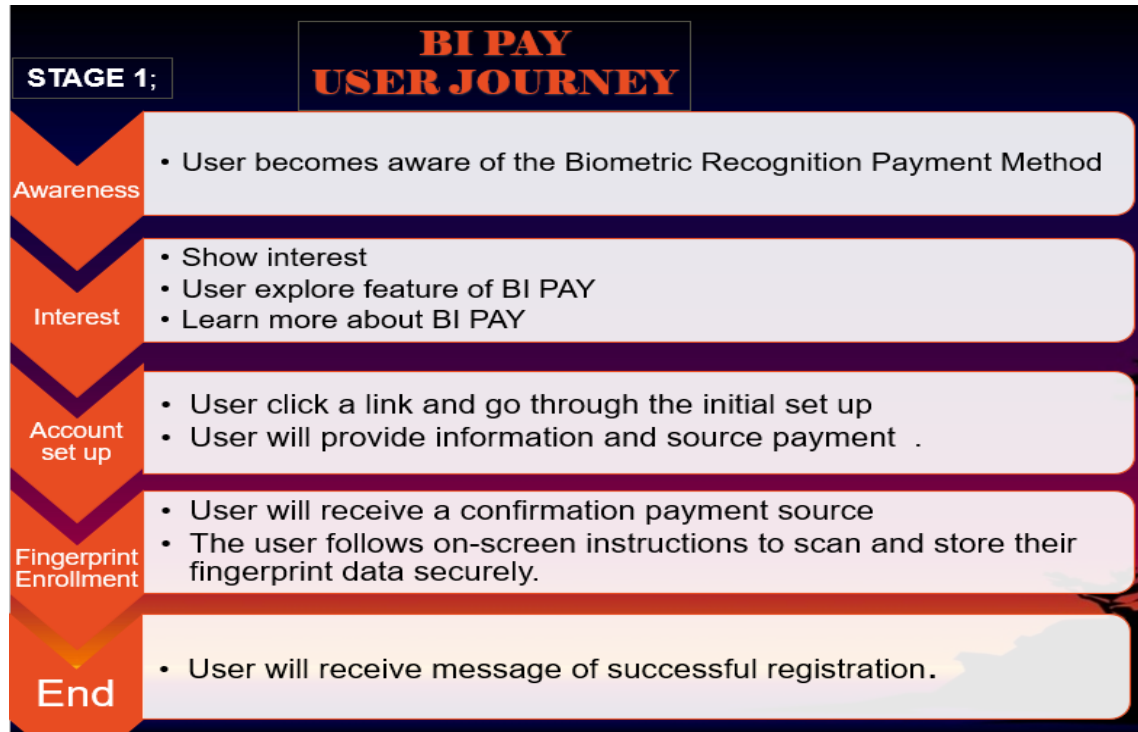 BI PAY
USER JOURNEY
STAGE 1;
Awareness
• User becomes aware of the Biometric Recognition Payment Method
Interest
• Show interest
• User explore feature of BI PAY
• Learn more about BI PAY
Account
set up
• User click a link and go through the initial set up
• User will provide information and source payment .
Fingerprint
Enrollment
• User will receive a confirmation payment source
• The user follows on-screen instructions to scan and store their
fingerprint data securely.
End
• User will receive message of successful registration.